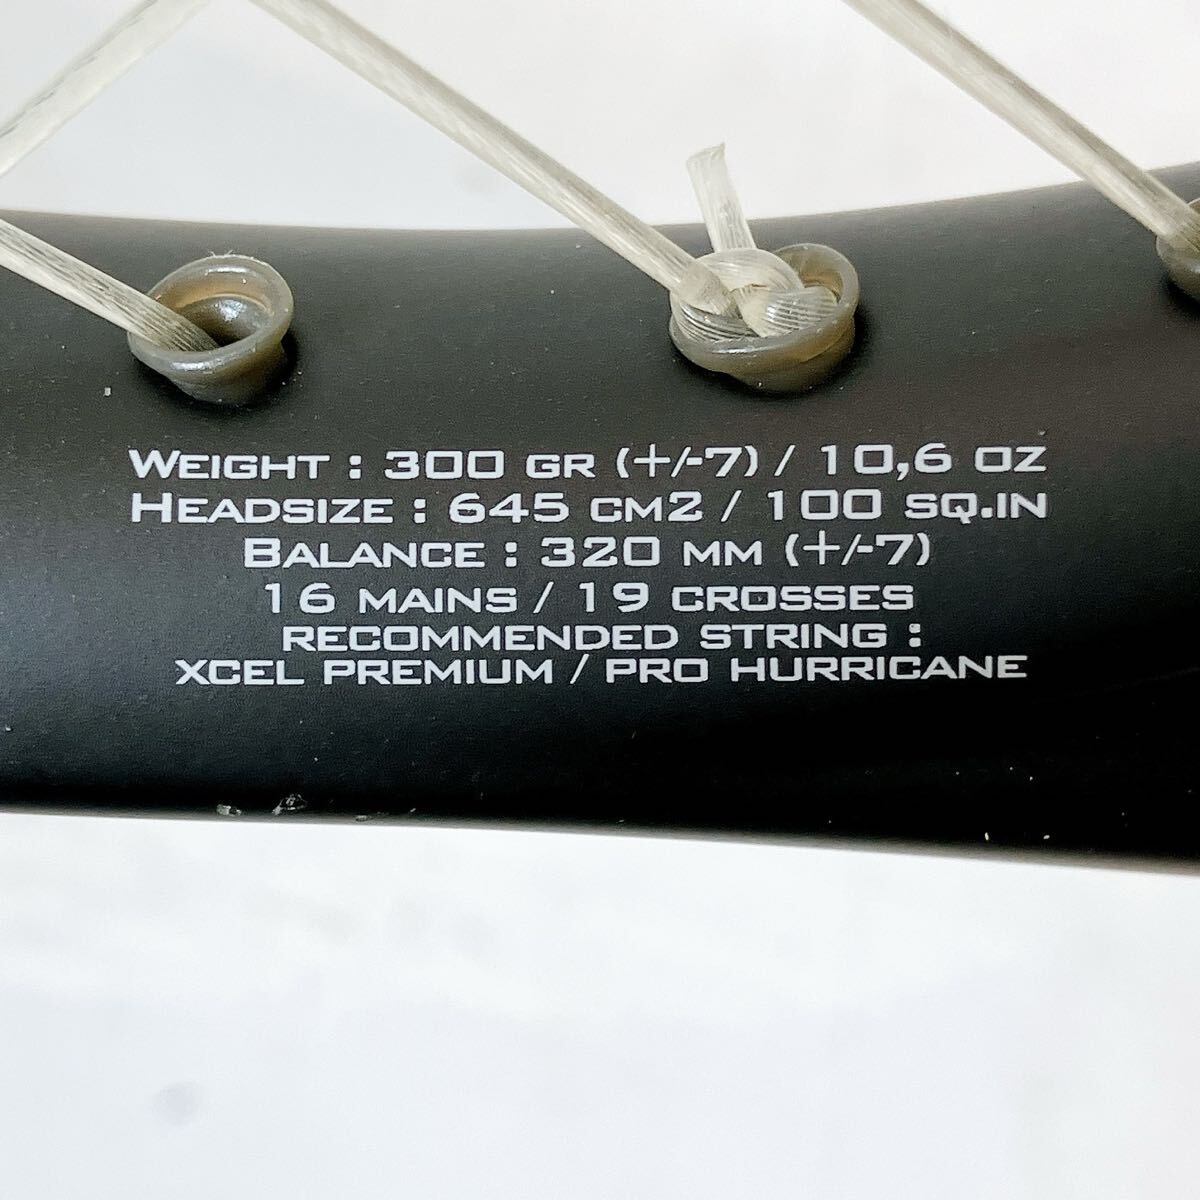 WEIGHT : 300 GR (+/-7) / 10,6 OZ
HEADSIZE : 645 CM2 / 100 SQ.IN
BALANCE : 320 MM (+/-7)
16 MAINS / 19 CROSSES
RECOMMENDED STRING :
XCEL PREMIUM / PRO HURRICANE